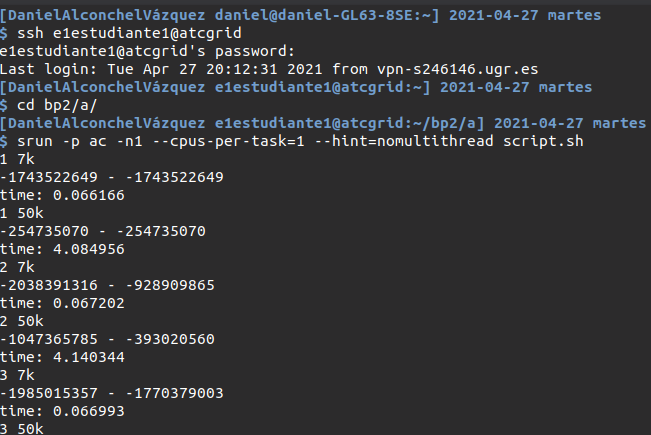 [DanielAlconchelVázquez daniel@daniel-GL63-8SE:~] 2021-04-27 martes
$ ssh e1estudiante1@atcgrid
e1estudiante1@atcgrid's password:
Last login: Tue Apr 27 20:12:31 2021 from vpn-s246146.ugr.es
[DanielAlconchelVázquez e1estudiante1@atcgrid:~] 2021-04-27 martes
$ cd bp2/a/
[DanielAlconchelVázquez e1estudiante1@atcgrid:~/bp2/a] 2021-04-27 martes
$ srun -p ac -n1 --cpus-per-task=1 --hint=nomultithread script.sh
1 7k
-1743522649 - -1743522649
time: 0.066166
1 50k
-254735070 - -254735070
time: 4.084956
2 7k
-2038391316 - -928909865
time: 0.067202
2 50k
-1047365785 - -393020560
time: 4.140344
3 7k
-1985015357 - -1770379003
time: 0.066993
3 50k